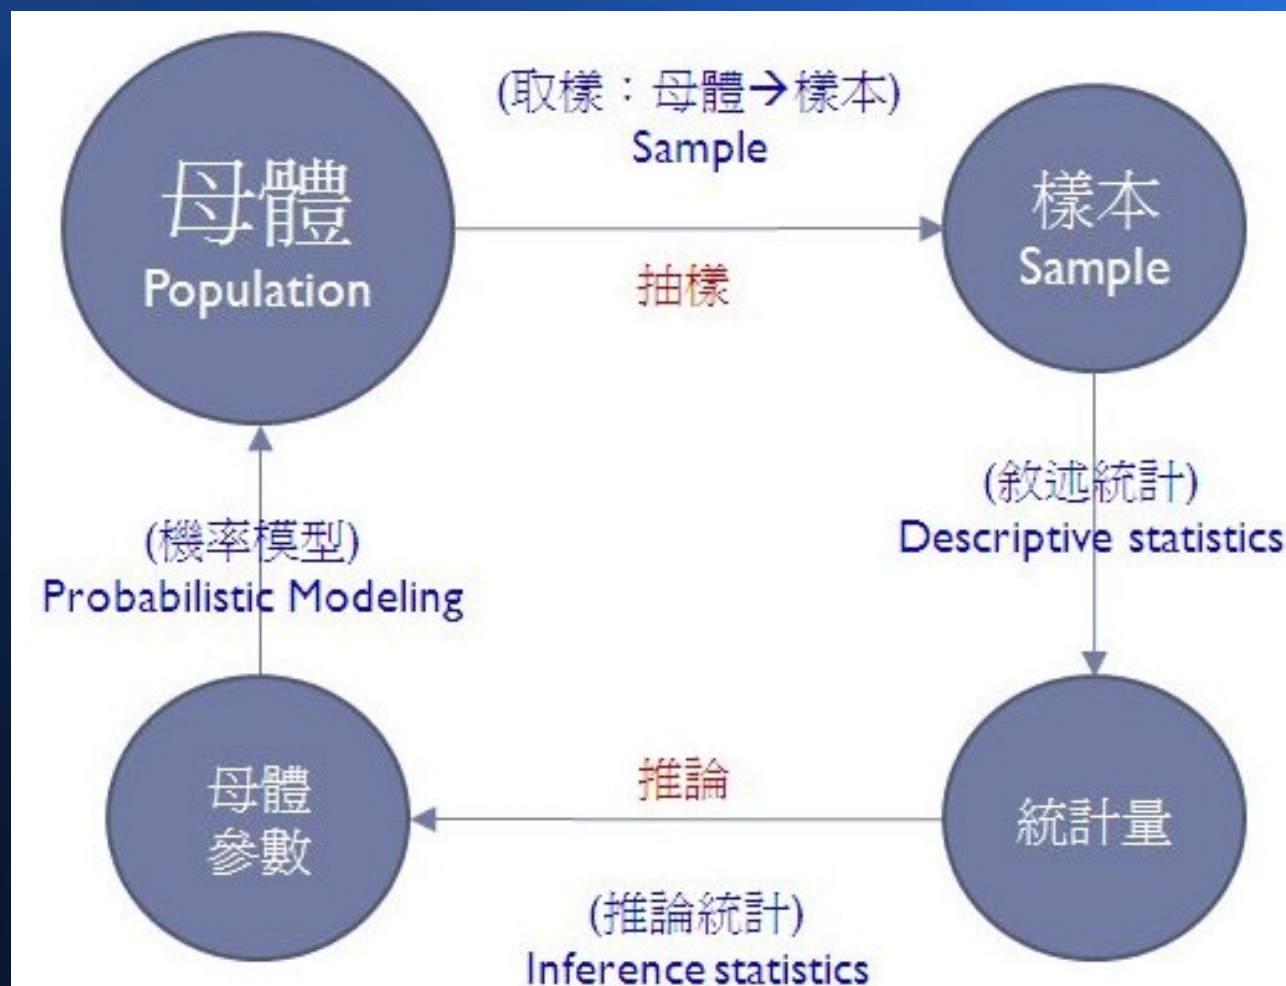 母體
Population
(取樣：母體→樣本)
Sample
抽樣
樣本
Sample
(敘述統計)
Descriptive statistics
(機率模型)
Probabilistic Modeling
母體
參數
推論
(推論統計)
Inference statistics
統計量